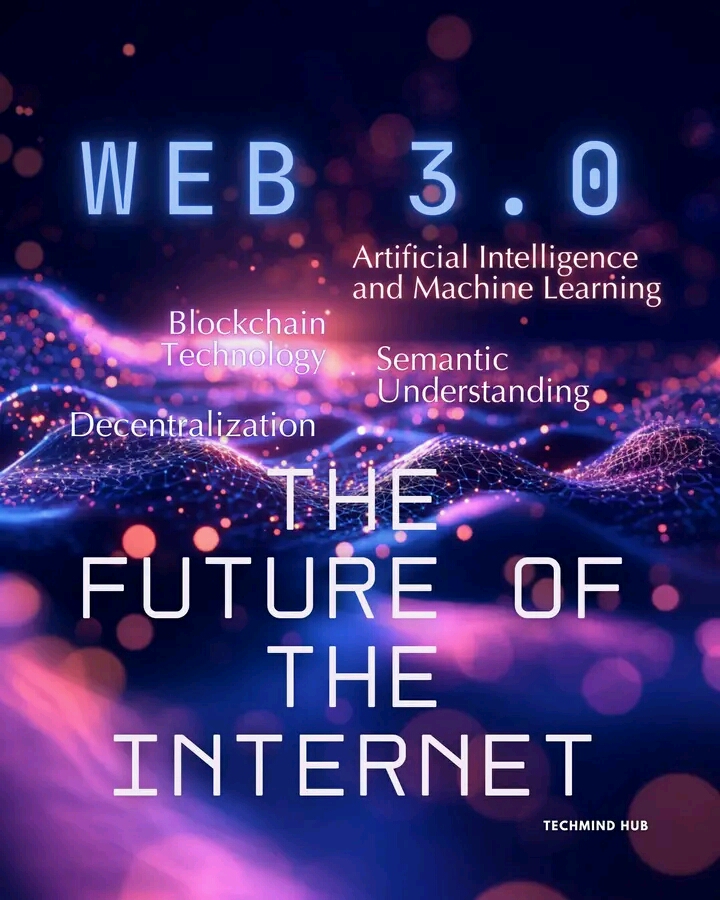 WEB 3.0
Artificial Intelligence
and Machine Learning
Blockchain
Technology
Semantic
Understanding
Decentralization
THE
FUTURE OF
THE
INTERNET
TECHMIND HUB